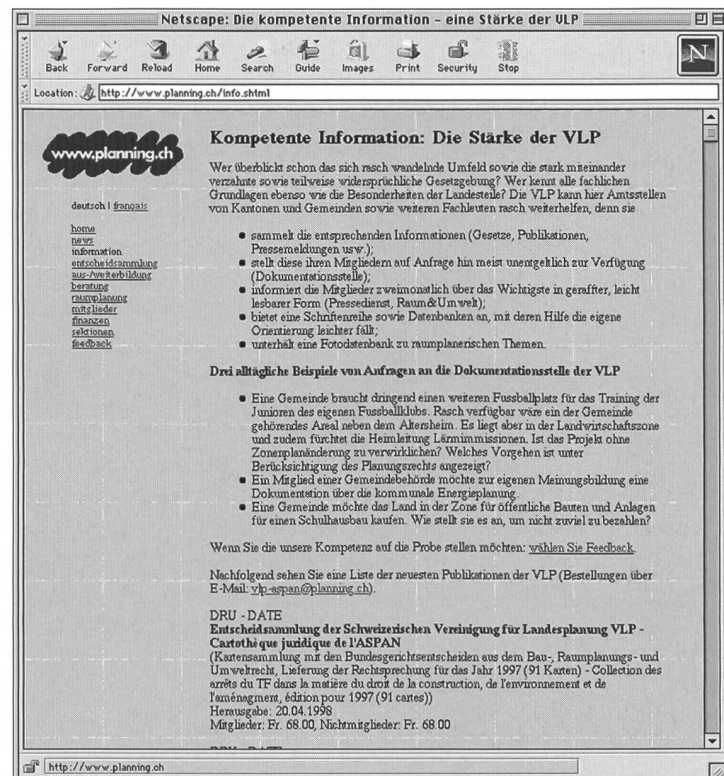 Netscape: Die kompetente Information – eine Stärke der VLP
Back Forward Reload Home Search Guide Images Print Security Stop
N
Location: http://www.planning.ch/info.shtml
www.planning.ch
deutsch | français
home
news
information
entscheidsammlung
aus-/weiterbildung
beratung
raumplanung
mitglieder
finanzen
sektionen
feedback
Kompetente Information: Die Stärke der VLP
Wer überblickt schon das sich rasch wandelnde Umfeld sowie die stark miteinander
verzahnte sowie teilweise widersprüchliche Gesetzgebung? Wer kennt alle fachlichen
Grundlagen ebenso wie die Besonderheiten der Landesteile? Die VLP kann hier Amtsstellen
von Kantonen und Gemeinden sowie weiteren Fachleuten rasch weiterhelfen, denn sie
• sammelt die entsprechenden Informationen (Gesetze, Publikationen,
Pressemeldungen usw.);
• stellt diese ihren Mitgliedern auf Anfrage hin meist unentgeltlich zur Verfügung
(Dokumentationsstelle);
• informiert die Mitglieder zweimonatlich über das Wichtigste in geraffter, leicht
lesbarer Form (Pressedienst, Raum&Umwelt);
• bietet eine Schriftenreihe sowie Datenbanken an, mit deren Hilfe die eigene
Orientierung leichter fällt;
• unterhält eine Fotodatenbank zu raumplanerischen Themen.
Drei alltägliche Beispiele von Anfragen an die Dokumentationsstelle der VLP
• Eine Gemeinde braucht dringend einen weiteren Fussballplatz für das Training der
Junioren des eigenen Fussballklubs. Rasch verfügbar wäre ein der Gemeinde
gehörendes Areal neben dem Altersheim. Es liegt aber in der Landwirtschaftszone
und zudem fürchtet die Heimleitung Lärmimmissionen. Ist das Projekt ohne
Zonenplanänderung zu verwirklichen? Welches Vorgehen ist unter
Berücksichtigung des Planungsrechts angezeigt?
• Ein Mitglied einer Gemeindebehörde möchte zur eigenen Meinungsbildung eine
Dokumentation über die kommunale Energieplanung.
• Eine Gemeinde möchte das Land in der Zone für öffentliche Bauten und Anlagen
für einen Schulhausbau kaufen. Wie stellt sie es an, um nicht zuviel zu bezahlen?
Wenn Sie die unsere Kompetenz auf die Probe stellen möchten: wählen Sie Feedback.
Nachfolgend sehen Sie eine Liste der neuesten Publikationen der VLP (Bestellungen über
E-Mail: vlp-aspan@planning.ch).
DRU - DATE
Entscheidsammlung der Schweizerischen Vereinigung für Landesplanung VLP -
Cartothèque juridique de l'ASPAN
(Kartensammlung mit den Bundesgerichtsentscheiden aus dem Bau-, Raumplanungs- und
Umweltrecht, Lieferung der Rechtsprechung für das Jahr 1997 (91 Karten) - Collection des
arrêts du TF dans la matière du droit de la construction, de l'environnement et de
l'aménagment, édition pour 1997 (91 cartes))
Herausgabe: 20.04.1998
Mitglieder: Fr. 68.00, Nichtmitglieder: Fr. 68.00
DRU - DATE
http://www.planning.ch